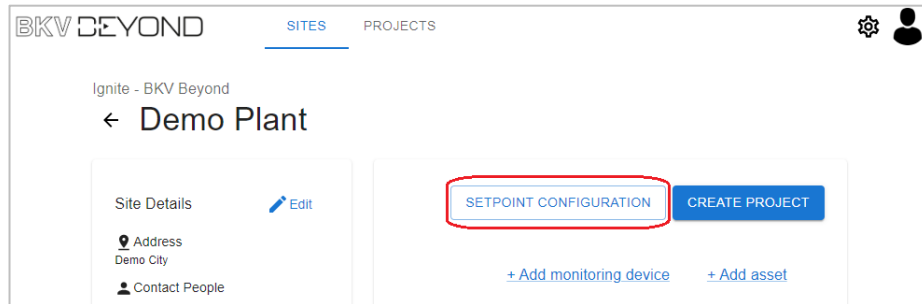 BKV BEYOND SITES PROJECTS
Ignite - BKV Beyond
← Demo Plant
Site Details Edit
SETPOINT CONFIGURATION CREATE PROJECT
Address
Demo City
+ Add monitoring device + Add asset
Contact People